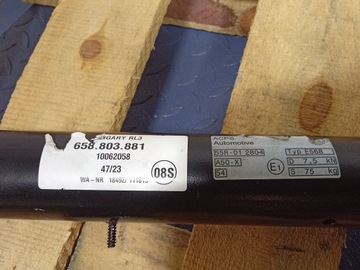 GARY RL3
658.803.881
10062058
47/23
WA - NR
08S
ACPS
Automotive
55R-01 2804
Typ E568
A50-X
E1
D 7,5 KN
54
S 75 Kg